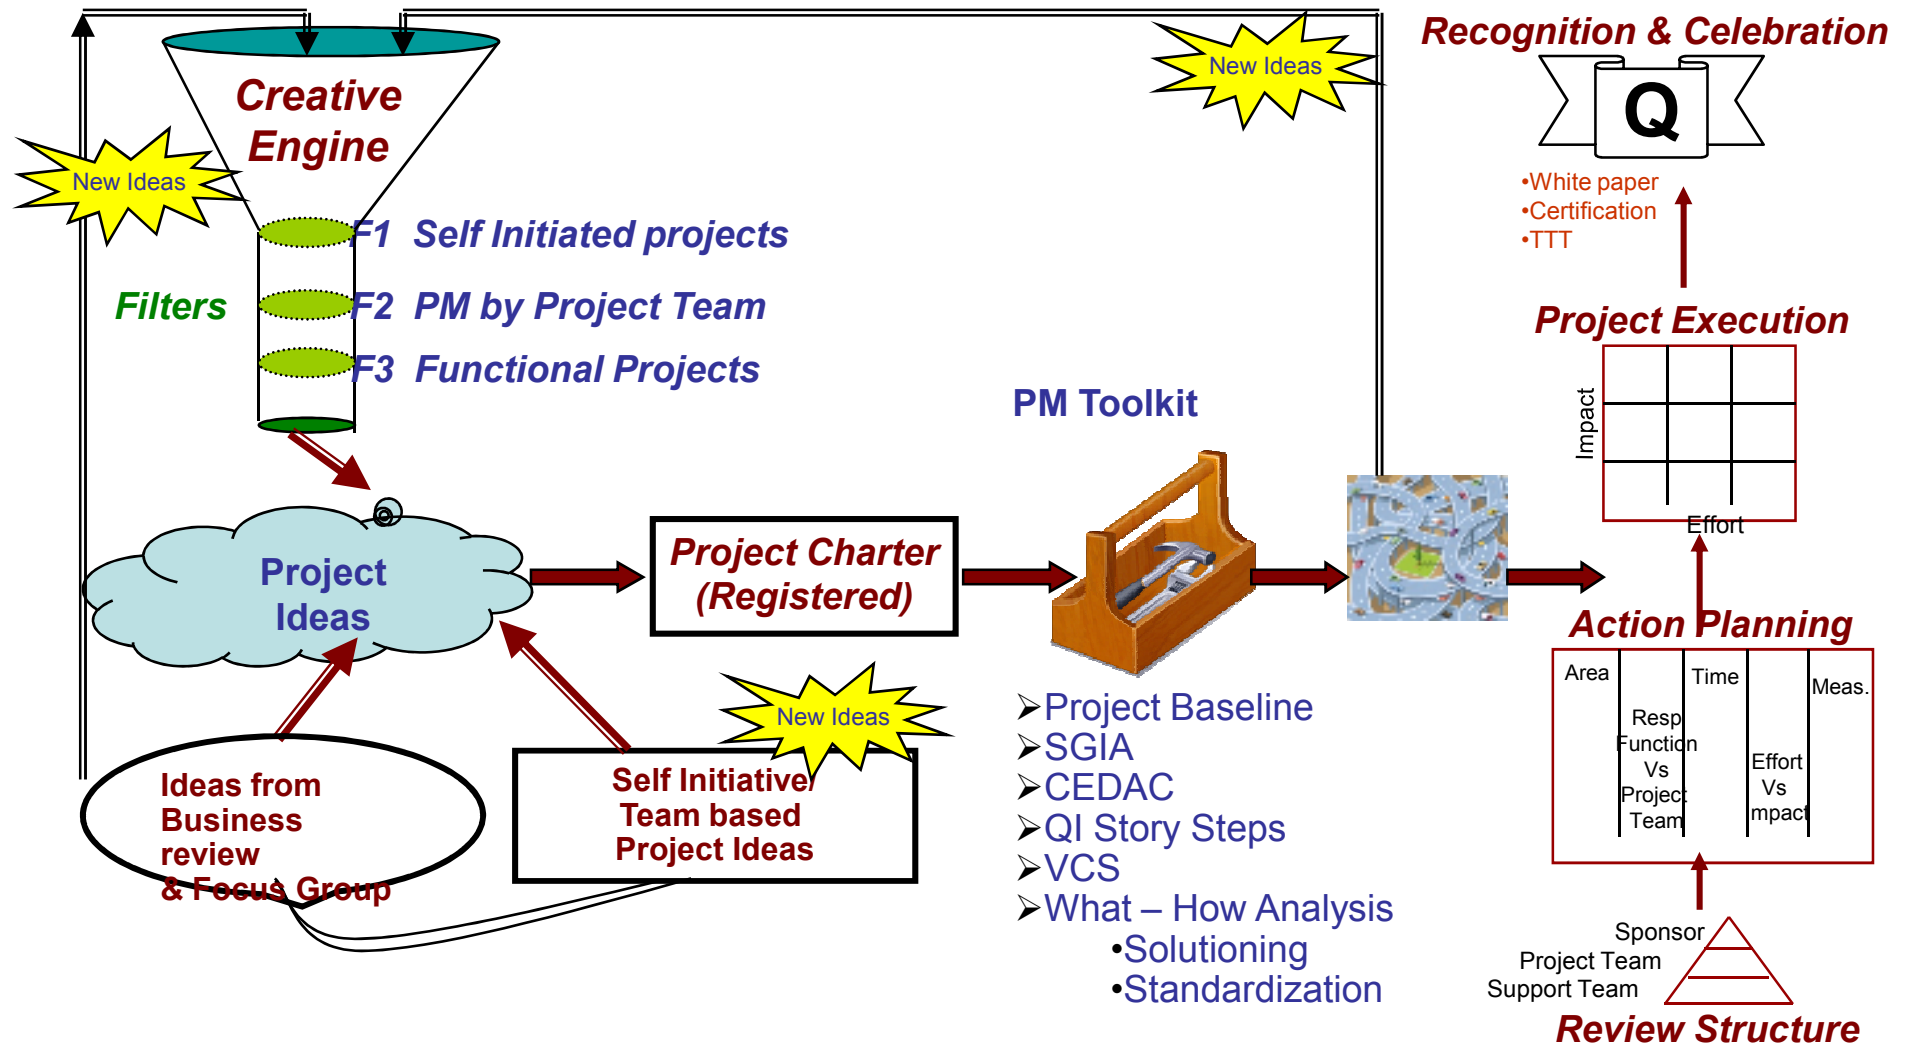 Creative
Engine
New Ideas
Filters
F1 Self Initiated projects
F2 PM by Project Team
F3 Functional Projects
Project
Ideas
Ideas from
Business
review
& Focus Group
Self Initiative/
Team based
Project Ideas
New Ideas
Project Charter
(Registered)
New Ideas
PM Toolkit
➢Project Baseline
➢SGIA
➢CEDAC
➢QI Story Steps
➢VCS
➢What – How Analysis
•Solutioning
•Standardization
Recognition & Celebration
Q
•White paper
•Certification
•TTT
Project Execution
Impact
Effort
Action Planning
Area
Resp
Function
Vs
Project
Team
Time
Effort
Vs
mpact
Meas.
Sponsor
Project Team
Support Team
Review Structure